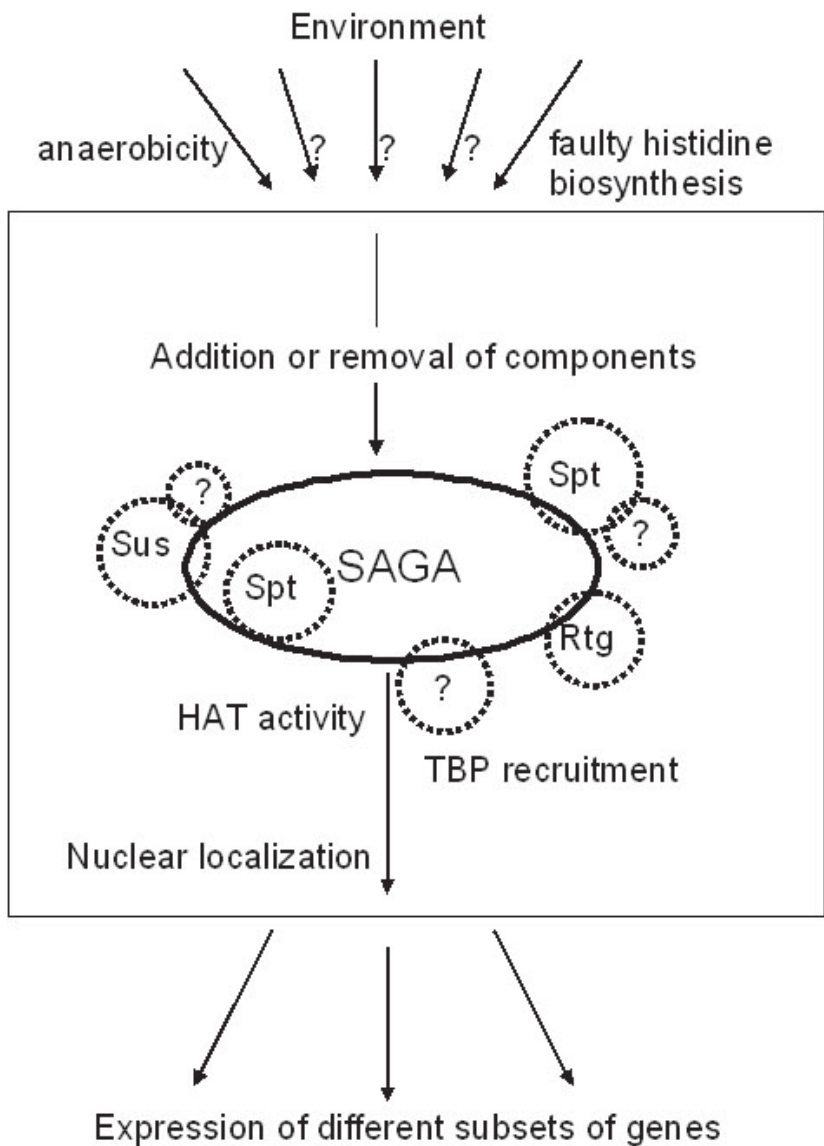 Environment
anaerobicity
?
?
?
faulty histidine
biosynthesis
Addition or removal of components
Spt
?
?
Sus
SAGA
Spt
Rtg
?
HAT activity
TBP recruitment
Nuclear localization
Expression of different subsets of genes